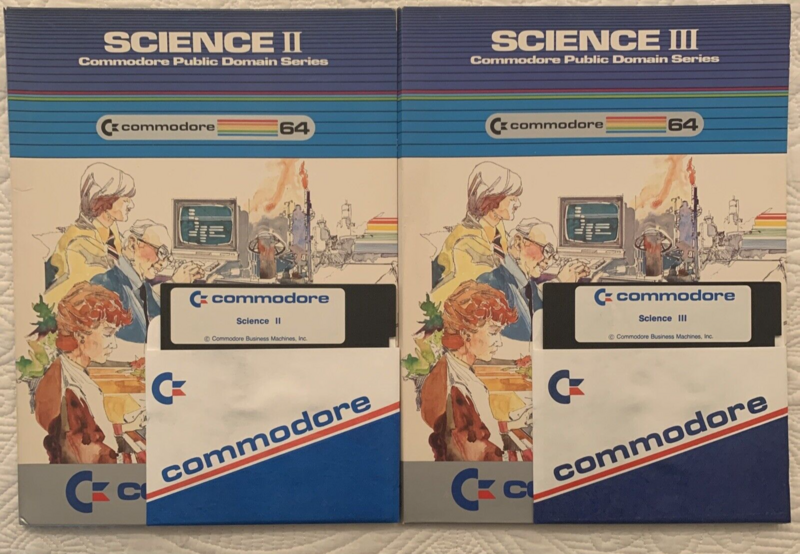 SCIENCE II
Commodore Public Domain Series
commodore 64
commodore
Science II
© Commodore Business Machines, Inc.
commodore
SCIENCE III
Commodore Public Domain Series
commodore 64
commodore
Science III
© Commodore Business Machines, Inc.
commodore